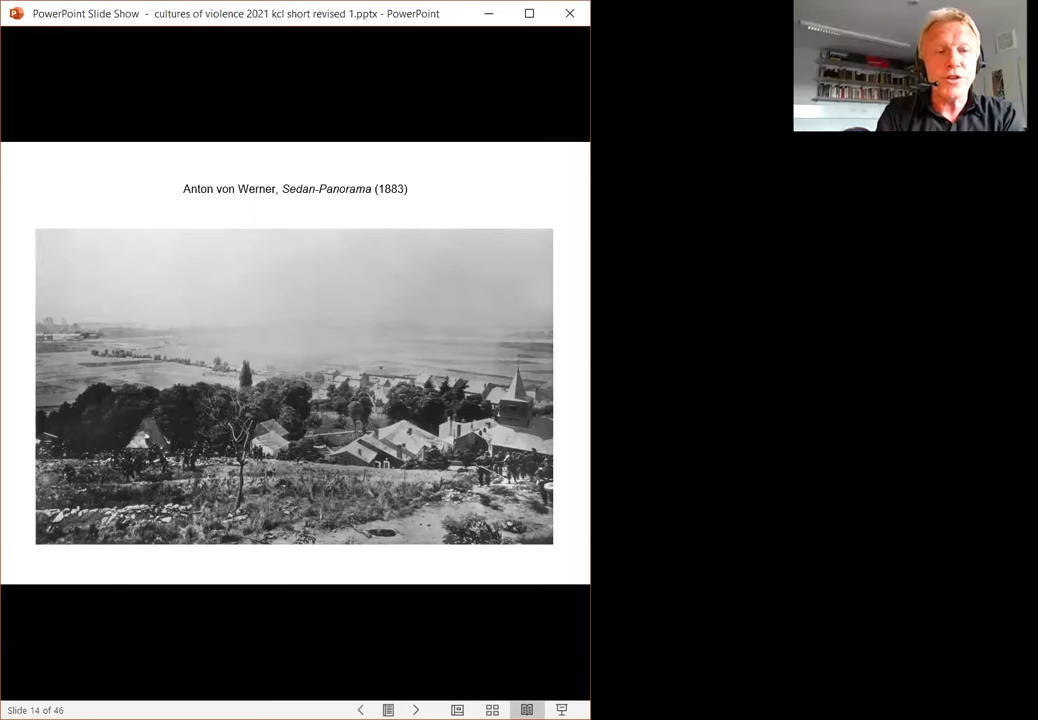 PowerPoint Slide Show - cultures of violence 2021 kcl short revised 1.pptx - PowerPoint
Anton von Werner, Sedan-Panorama (1883)
Slide 14 of 46